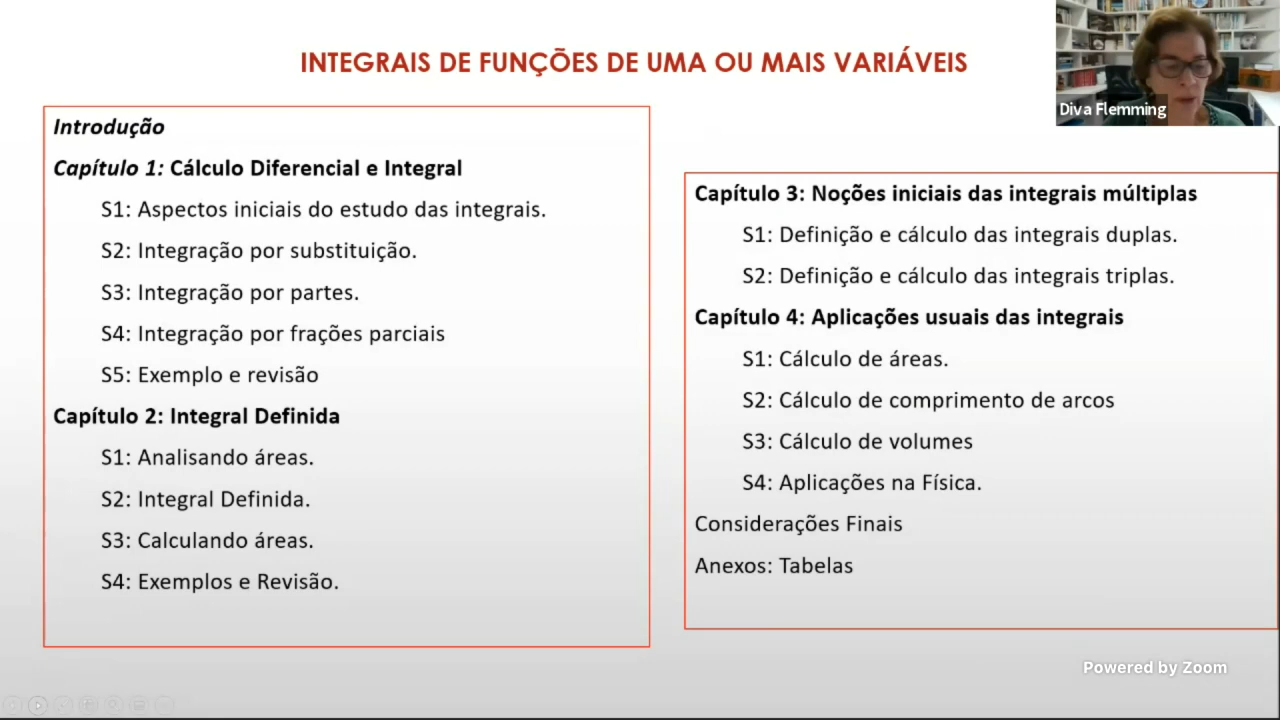 INTEGRAIS DE FUNÇÕES DE UMA OU MAIS VARIÁVEIS
Diva Flemming
Introdução
Capítulo 1: Cálculo Diferencial e Integral
S1: Aspectos iniciais do estudo das integrais.
S2: Integração por substituição.
S3: Integração por partes.
S4: Integração por frações parciais
S5: Exemplo e revisão
Capítulo 2: Integral Definida
S1: Analisando áreas.
S2: Integral Definida.
S3: Calculando áreas.
S4: Exemplos e Revisão.
Capítulo 3: Noções iniciais das integrais múltiplas
S1: Definição e cálculo das integrais duplas.
S2: Definição e cálculo das integrais triplas.
Capítulo 4: Aplicações usuais das integrais
S1: Cálculo de áreas.
S2: Cálculo de comprimento de arcos
S3: Cálculo de volumes
S4: Aplicações na Física.
Considerações Finais
Anexos: Tabelas
Powered by Zoom